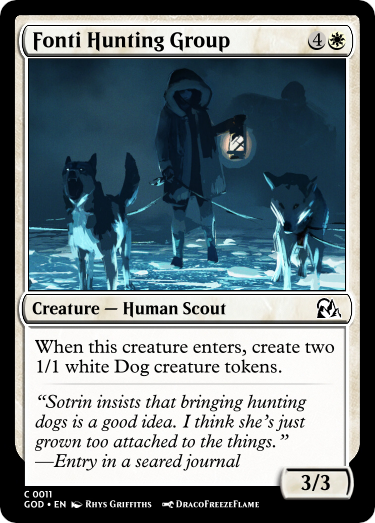 Fonti Hunting Group 4
Creature — Human Scout
When this creature enters, create two
1/1 white Dog creature tokens.
“Sotrin insists that bringing hunting
dogs is a good idea. I think she’s just
grown too attached to the things.”
—Entry in a seared journal
3/3
C 0011
GOD • EN Rhys Griffiths DracoFreezeFlame